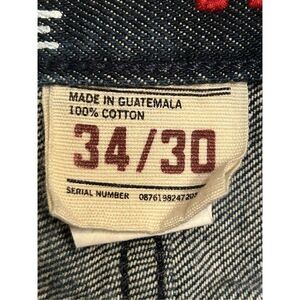 MADE IN GUATEMALA
100% COTTON
34/30
SERIAL NUMBER